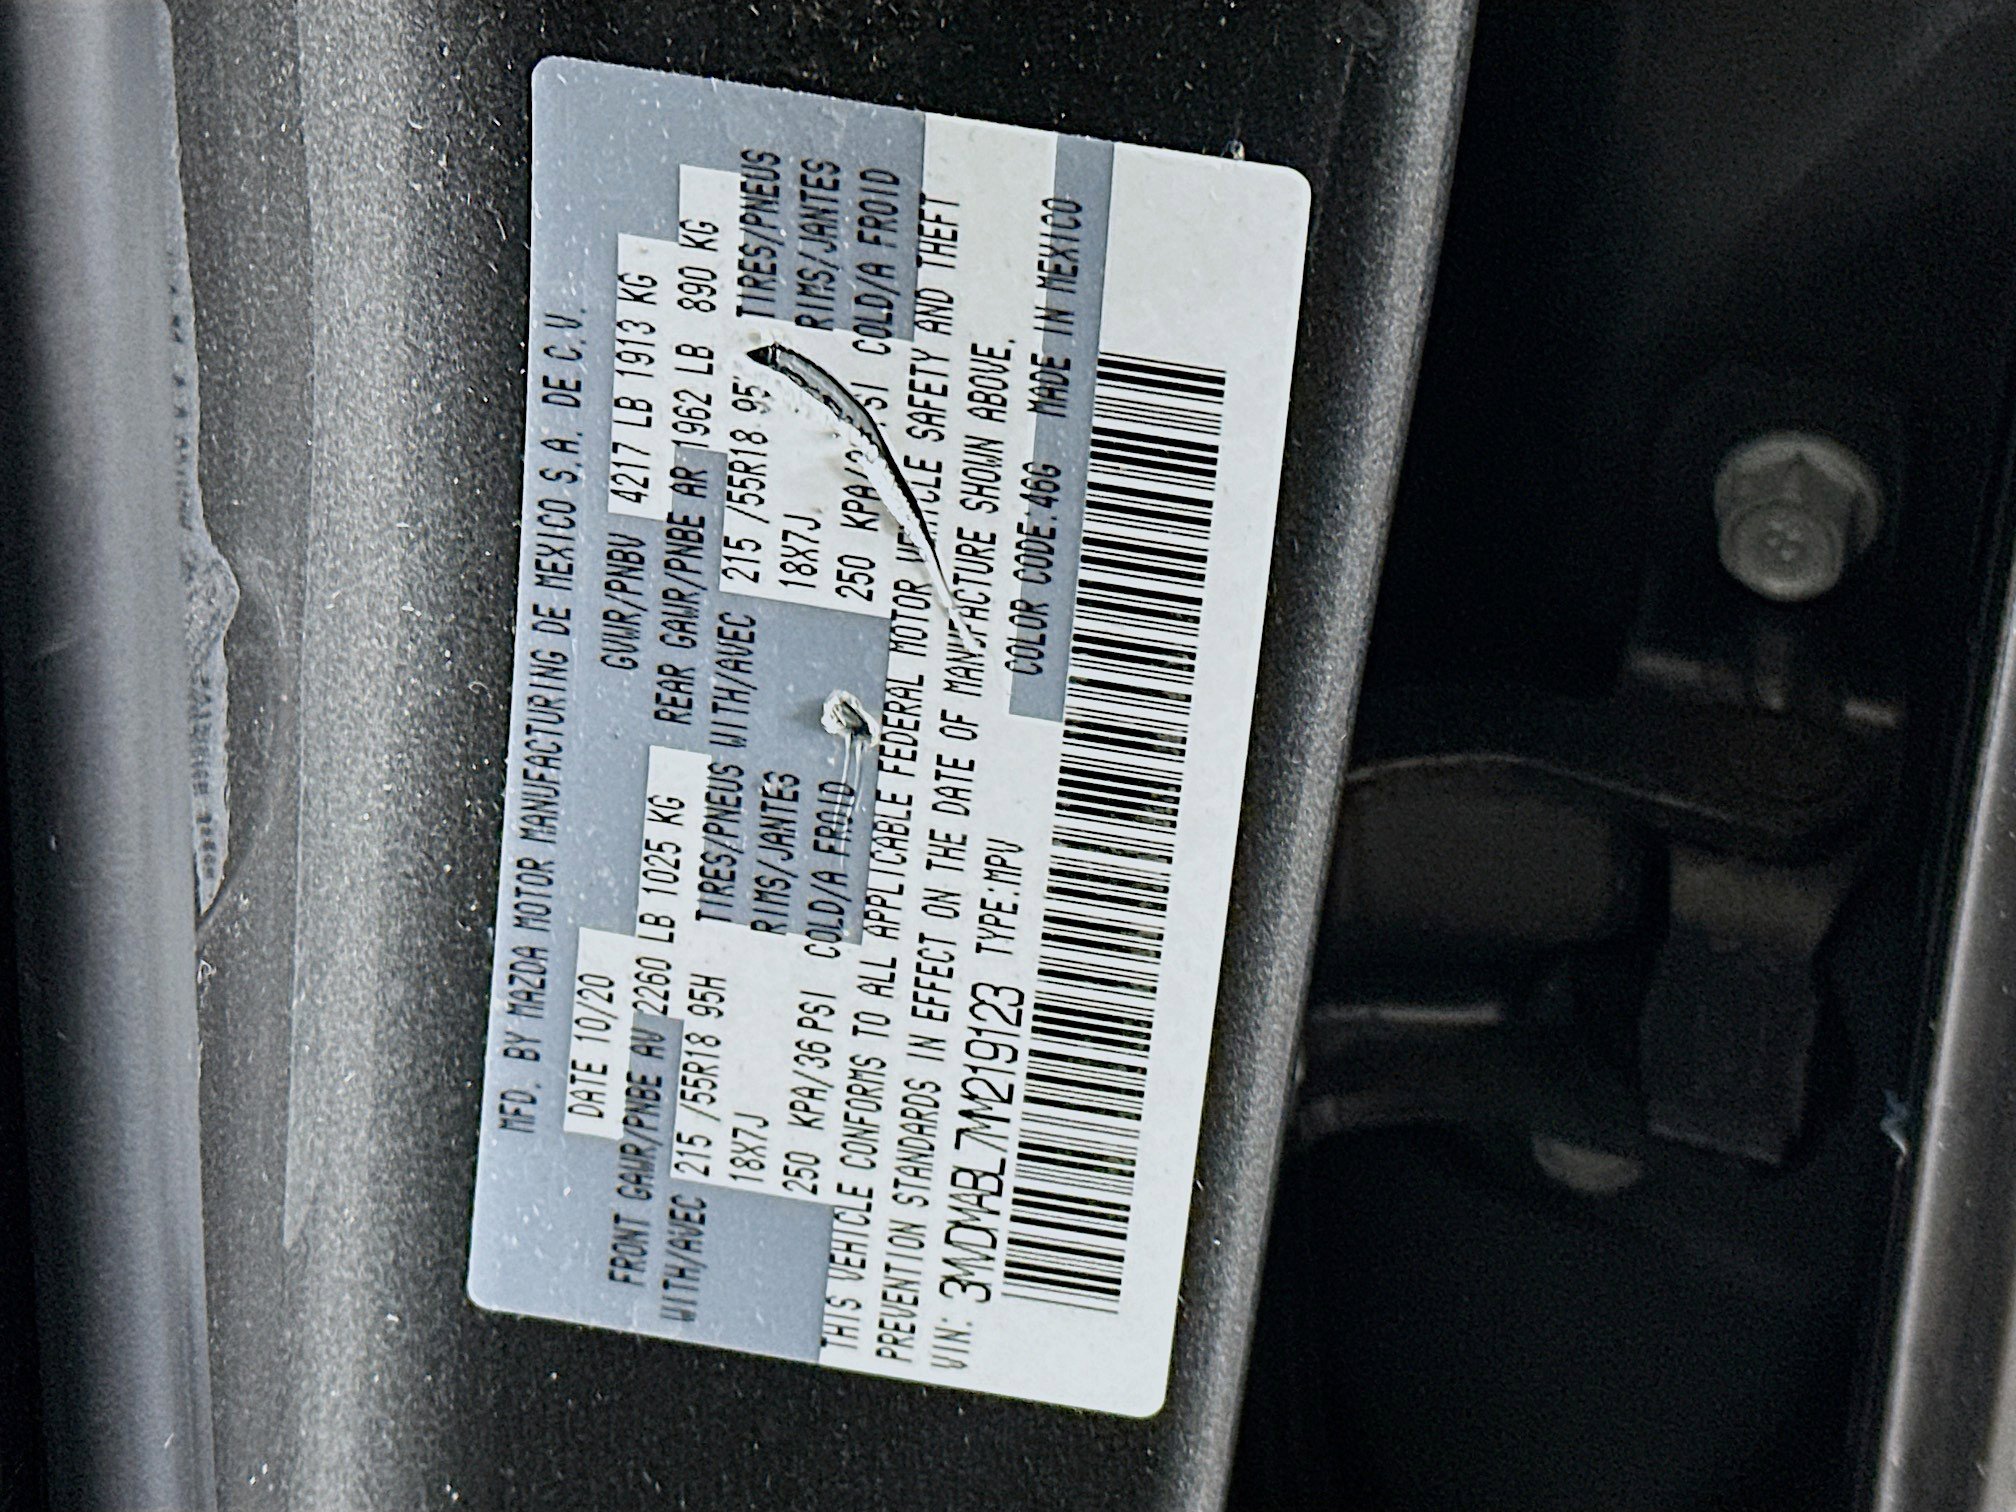 MFD. BY MAZDA MOTOR MANUFACTURING DE MEXICO S.A. DE C.V.
DATE 10/20 GVWR/PNBV 4217 LB 1913 KG
FRONT GAWR/PNBE AV 2260 LB 1025 KG REAR GAWR/PNBE AR 1962 LB 890 KG
WITH/AVEC 215 /55R18 95H TIRES/PNEUS WITH/AVEC 215 /55R18 95 TIRES/PNEUS
18X7J RIMS/JANTES 18X7J RIMS/JANTES
250 KPA/36 PSI COLD/A FROID 250 KPA/ COLD/A FROID
THIS VEHICLE CONFORMS TO ALL APPLICABLE FEDERAL MOTOR VEHICLE SAFETY AND THEFT
PREVENTION STANDARDS IN EFFECT ON THE DATE OF MANUFACTURE SHOWN ABOVE.
VIN: 3MVDMABL7MM219123 TYPE:MPV COLOR CODE:46G MADE IN MEXICO